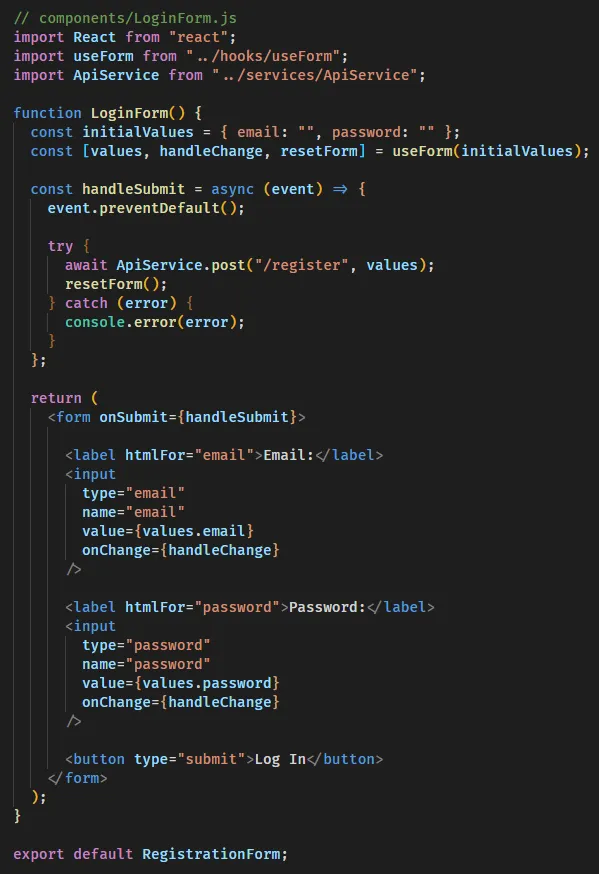 // components/LoginForm.js
import React from "react";
import useForm from "../hooks/useForm";
import ApiService from "../services/ApiService";

function LoginForm() {
  const initialValues = { email: "", password: "" };
  const [values, handleChange, resetForm] = useForm(initialValues);

  const handleSubmit = async (event) => {
    event.preventDefault();

    try {
      await ApiService.post("/register", values);
      resetForm();
    } catch (error) {
      console.error(error);
    }
  };

  return (
    <form onSubmit={handleSubmit}>

      <label htmlFor="email">Email:</label>
      <input
        type="email"
        name="email"
        value={values.email}
        onChange={handleChange}
      />

      <label htmlFor="password">Password:</label>
      <input
        type="password"
        name="password"
        value={values.password}
        onChange={handleChange}
      />

      <button type="submit">Log In</button>
    </form>
  );
}

export default RegistrationForm;